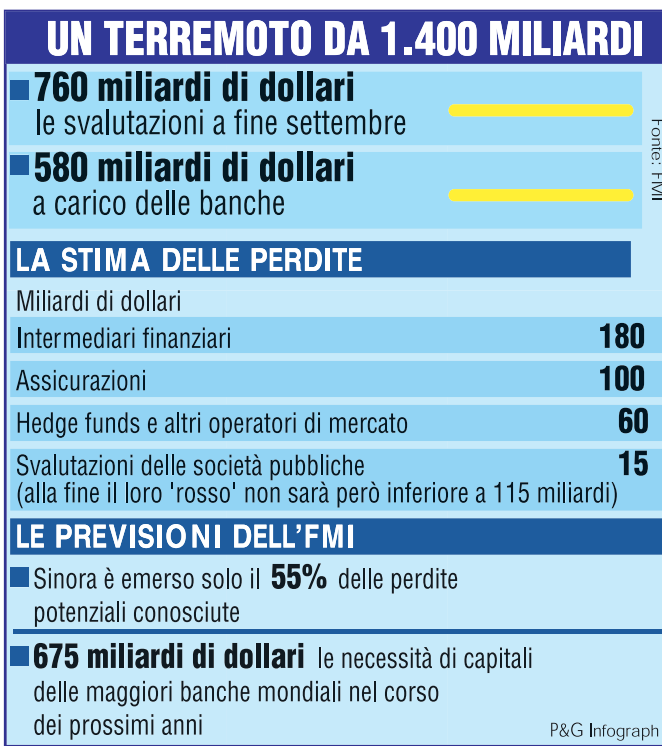 UN TERREMOTO DA 1.400 MILIARDI
760 miliardi di dollari
le svalutazioni a fine settembre
580 miliardi di dollari
a carico delle banche
Fonte: FMI
LA STIMA DELLE PERDITE
Miliardi di dollari
Intermediari finanziari 180
Assicurazioni 100
Hedge funds e altri operatori di mercato 60
Svalutazioni delle società pubbliche 15
(alla fine il loro 'rosso' non sarà però inferiore a 115 miliardi)
LE PREVISIONI DELL'FMI
Sinora è emerso solo il 55% delle perdite
potenziali conosciute
675 miliardi di dollari le necessità di capitali
delle maggiori banche mondiali nel corso
dei prossimi anni
P&G Infograph